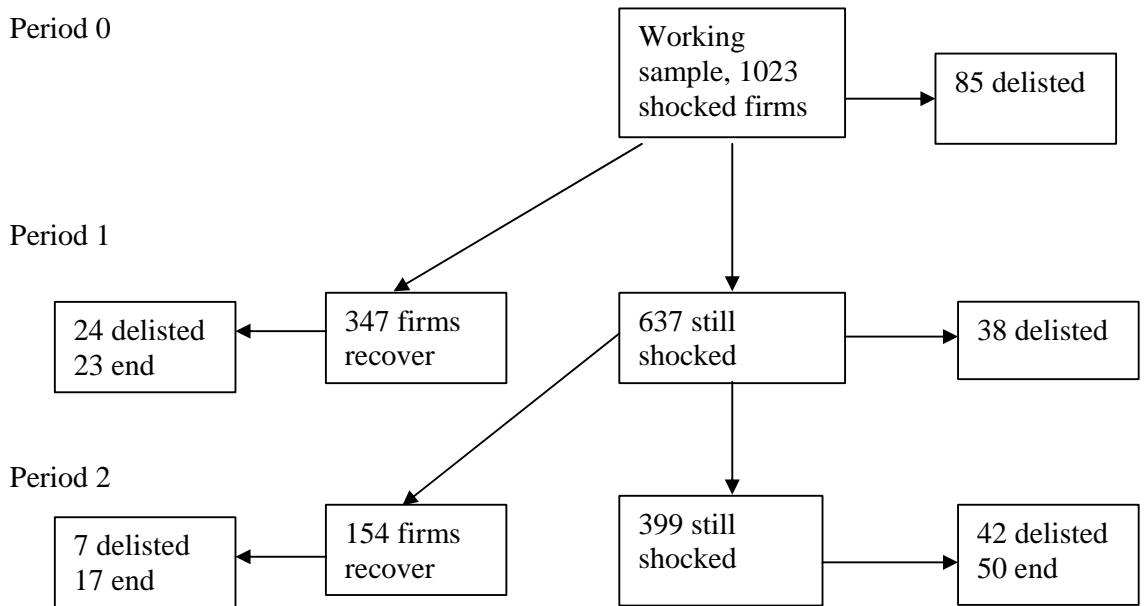 Period 0
Working
sample, 1023
shocked firms
85 delisted
Period 1
24 delisted
23 end
347 firms
recover
637 still
shocked
38 delisted
Period 2
7 delisted
17 end
154 firms
recover
399 still
shocked
42 delisted
50 end